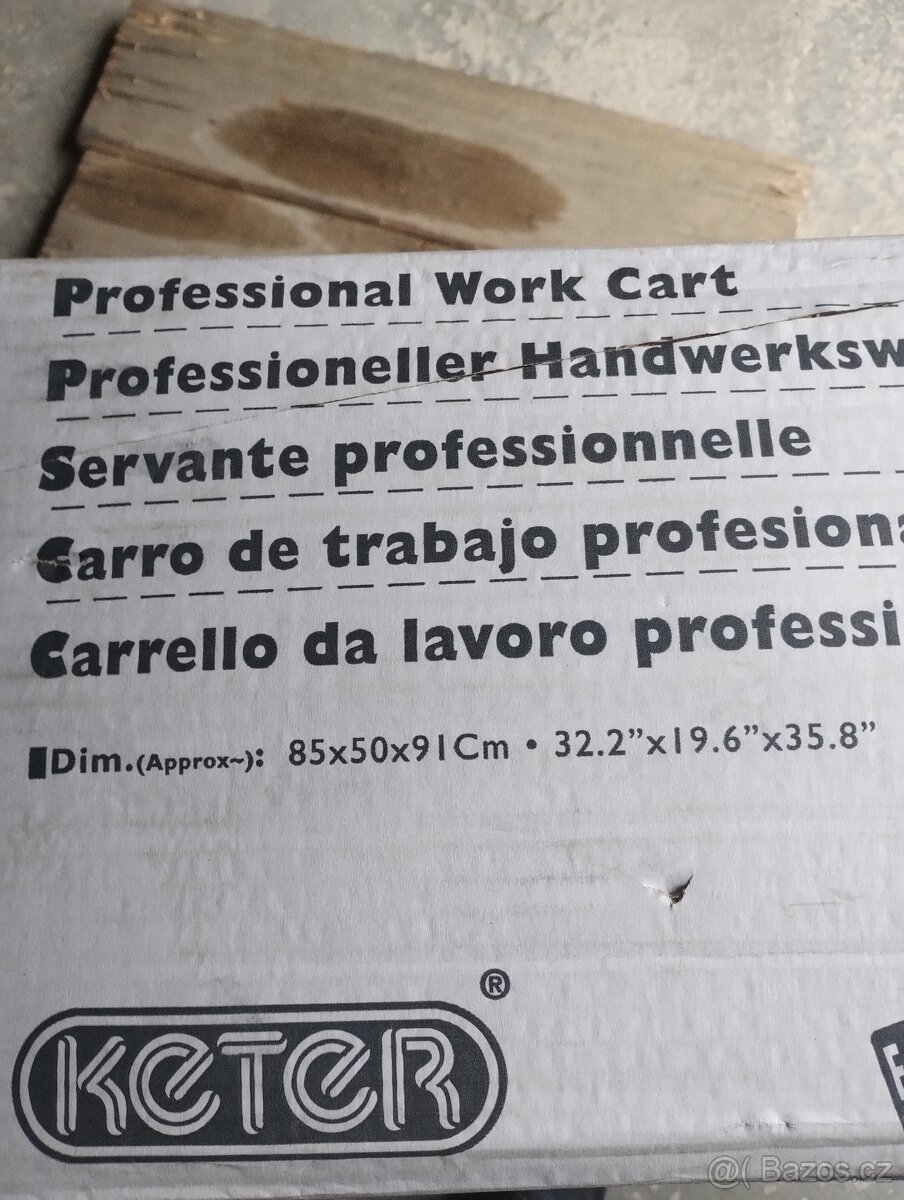 Professional Work Cart
Professioneller Handwerksw
Servante professionnelle
Carro de trabajo profesiona
Carrello da lavoro professi
Dim.(Approx~): 85x50x91Cm • 32.2”x19.6”x35.8”
KETER®
@( Bazos.cz